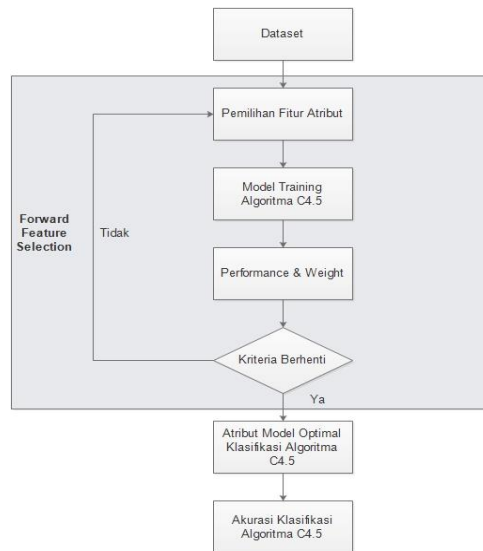 Dataset
Pemilihan Fitur Atribut
Model Training
Algoritma C4.5
Forward
Feature
Selection
Tidak
Performance & Weight
Kriteria Berhenti
Ya
Atribut Model Optimal
Klasifikasi Algoritma
C4.5
Akurasi Klasifikasi
Algoritma C4.5